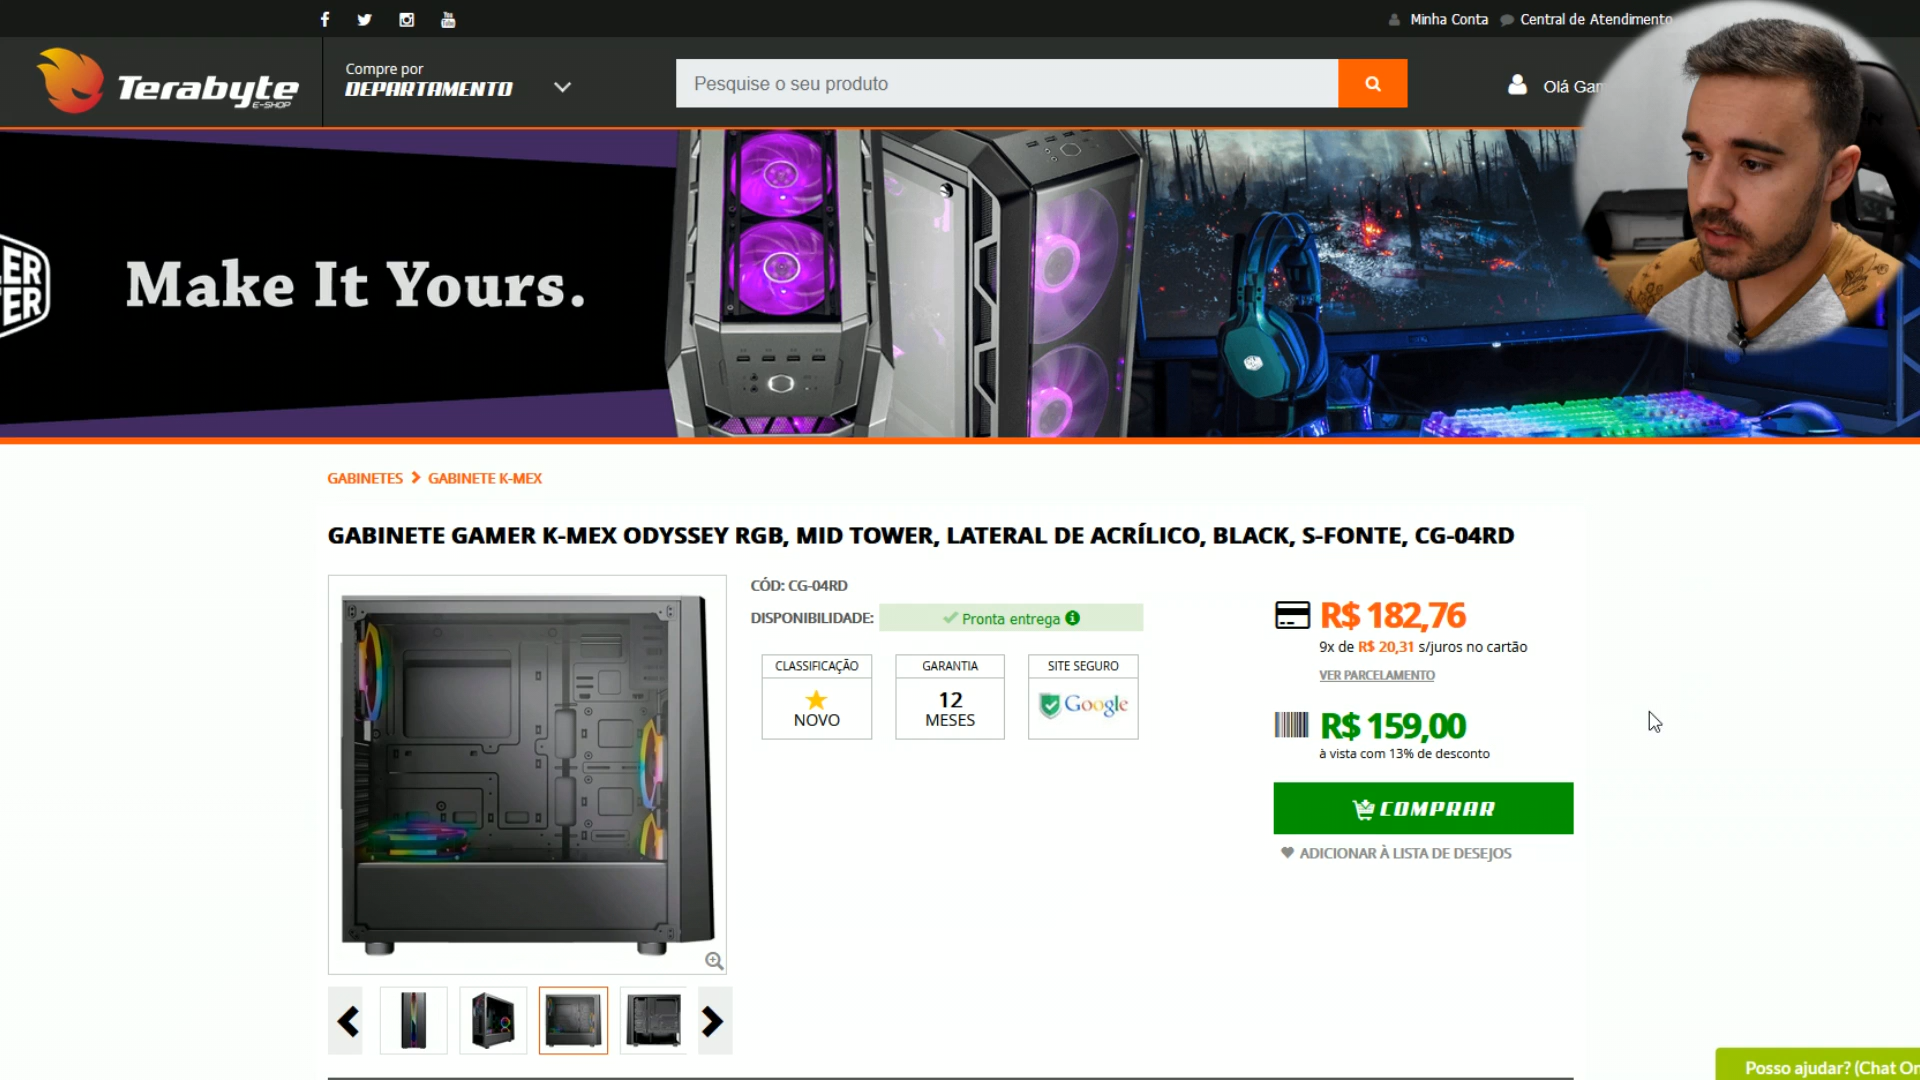 Minha Conta
Central de Atendimento
Terabyte
E-SHOP
Compre por
DEPARTAMENTO
Pesquise o seu produto
Olá Gam
ER
TER
Make It Yours.
GABINETES > GABINETE K-MEX
GABINETE GAMER K-MEX ODYSSEY RGB, MID TOWER, LATERAL DE ACRÍLICO, BLACK, S-FONTE, CG-04RD
CÓD: CG-04RD
DISPONIBILIDADE: Pronta entrega
CLASSIFICAÇÃO
NOVO
GARANTIA
12
MESES
SITE SEGURO
Google
R$ 182,76
9x de R$ 20,31 s/juros no cartão
VER PARCELAMENTO
R$ 159,00
à vista com 13% de desconto
COMPRAR
ADICIONAR À LISTA DE DESEJOS
Posso ajudar? (Chat On